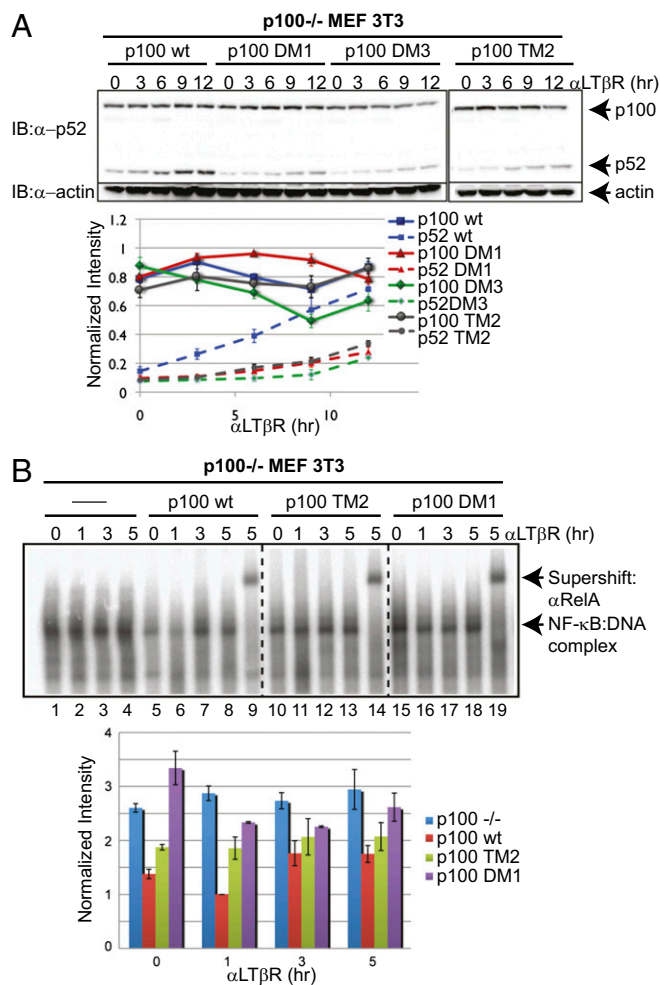 A
p100-/- MEF 3T3
p100 wt p100 DM1 p100 DM3 p100 TM2
0 3 6 9 12 0 3 6 9 12 0 3 6 9 12 0 3 6 9 12 αLTβR (hr)
IB:α–p52
p100
p52
IB:α-actin
actin
Normalized Intensity
1.2
1
0.8
0.6
0.4
0.2
0
0 5 10
αLTβR (hr)
p100 wt
p52 wt
p100 DM1
p52 DM1
p100 DM3
p52DM3
p100 TM2
p52 TM2
B
p100-/- MEF 3T3
p100 wt p100 TM2 p100 DM1
0 1 3 5 0 1 3 5 5 0 1 3 5 5 0 1 3 5 5 αLTβR (hr)
Supershift:
αRelA
NF-κB:DNA
complex
1 2 3 4 5 6 7 8 9 10 11 12 13 14 15 16 17 18 19
Normalized Intensity
4
3
2
1
0
0 1 3 5
αLTβR (hr)
p100 -/-
p100 wt
p100 TM2
p100 DM1